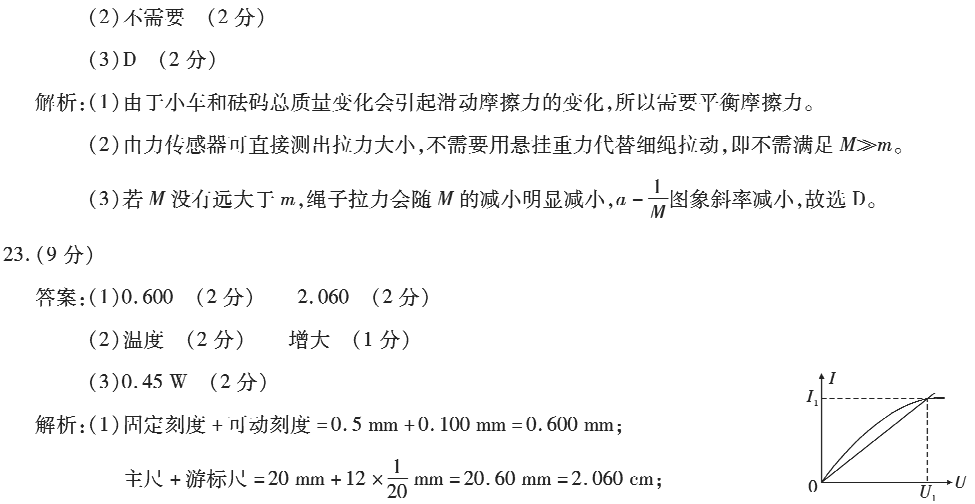 (2)不需要 (2分)
(3)D (2分)
解析:(1)由于小车和砝码总质量变化会引起滑动摩擦力的变化,所以需要平衡摩擦力。
(2)由力传感器可直接测出拉力大小,不需要用悬挂重力代替细绳拉动,即不需满足M≫m。
(3)若M没有远大于m,绳子拉力会随M的减小明显减小,a-1/M图象斜率减小,故选D。
23.(9分)
答案:(1)0.600 (2分) 2.060 (2分)
(2)温度 (2分) 增大 (1分)
(3)0.45 W (2分)
解析:(1)固定刻度+可动刻度=0.5 mm+0.100 mm=0.600 mm;
主尺+游标尺=20 mm+12×1/20 mm=20.60 mm=2.060 cm;
I
I₁
0
U₁
U